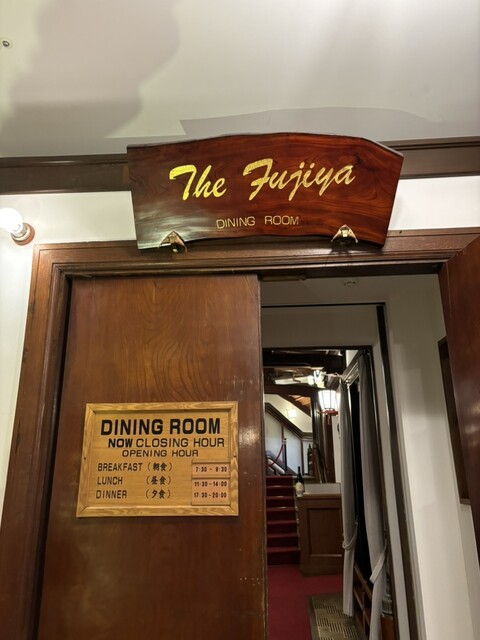 The Fujiya
DINING ROOM
DINING ROOM
NOW CLOSING HOUR
OPENING HOUR
BREAKFAST (朝食) 7:30 - 9:30
LUNCH (昼食) 11:30 - 14:00
DINNER (夕食) 17:30 - 20:00